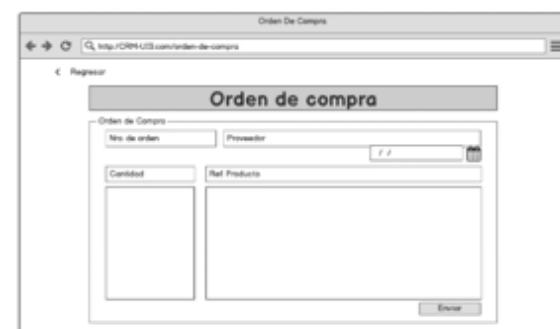 Orden De Compra
http://CRM-UIS.com/orden-de-compra
Regresar
Orden de compra
Orden de Compra
Nro. de orden
Proveedor
/ /
Cantidad
Ref. Producto
Enviar